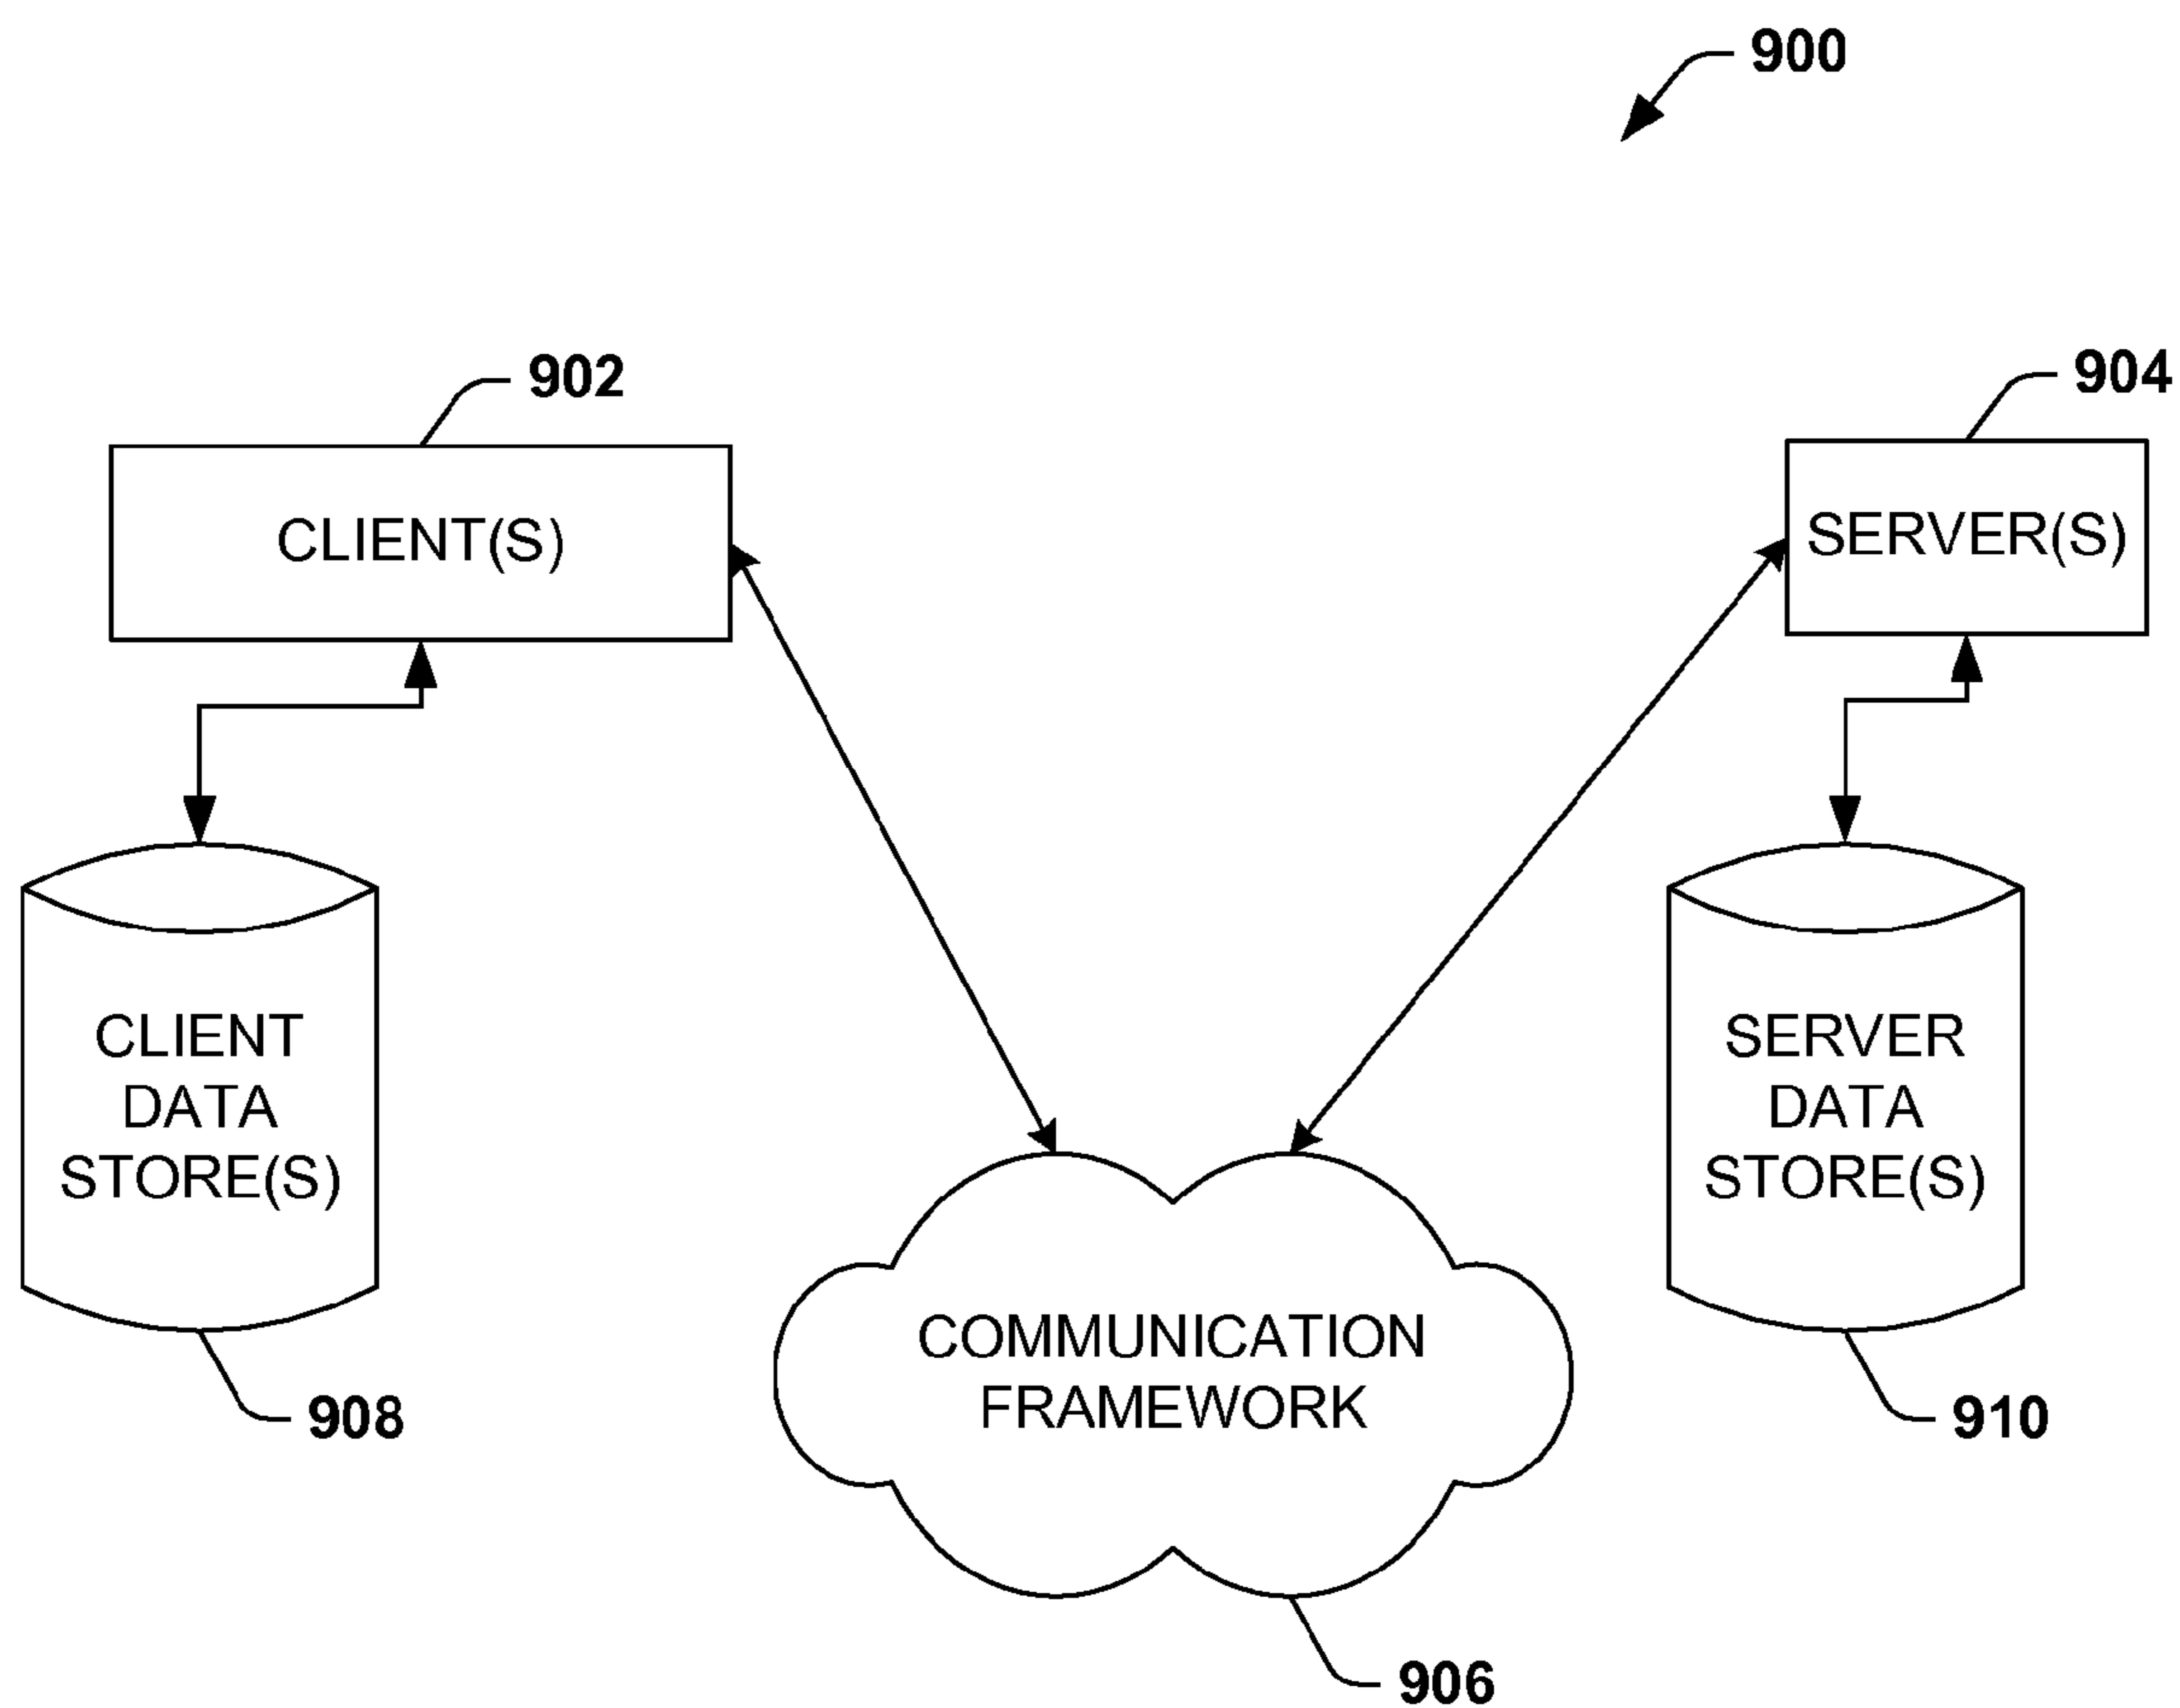 900
902
904
CLIENT(S)
SERVER(S)
CLIENT
DATA
STORE(S)
SERVER
DATA
STORE(S)
COMMUNICATION
FRAMEWORK
908
910
906